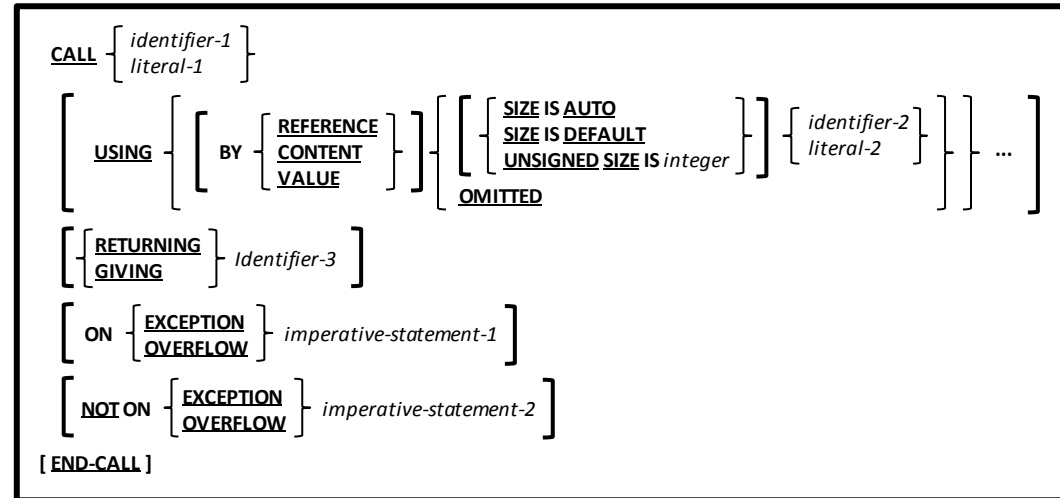 CALL identifier-1
literal-1
USING BY REFERENCE
CONTENT
VALUE
SIZE IS AUTO
SIZE IS DEFAULT
UNSIGNED SIZE IS integer
OMITTED
identifier-2
literal-2
...
RETURNING
GIVING
Identifier-3
ON EXCEPTION
OVERFLOW
imperative-statement-1
NOT ON EXCEPTION
OVERFLOW
imperative-statement-2
[ END-CALL ]